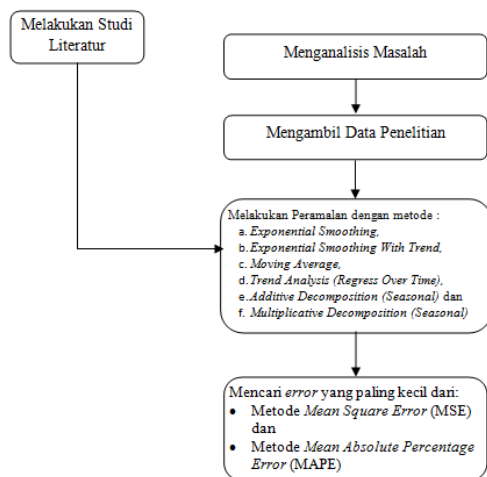 Melakukan Studi
Literatur
Menganalisis Masalah
Mengambil Data Penelitian
Melakukan Peramalan dengan metode :
a. Exponential Smoothing,
b. Exponential Smoothing With Trend,
c. Moving Average,
d. Trend Analysis (Regress Over Time),
e. Additive Decomposition (Seasonal) dan
f. Multiplicative Decomposition (Seasonal)
Mencari error yang paling kecil dari:
• Metode Mean Square Error (MSE)
dan
• Metode Mean Absolute Percentage
Error (MAPE)